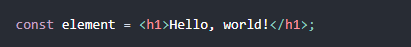 const element = <h1>Hello, world!</h1>;